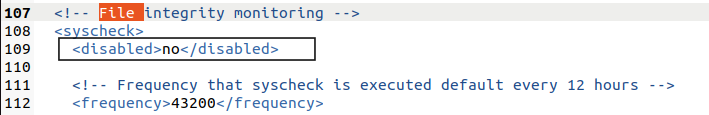 107 <!-- File integrity monitoring -->
108 <syscheck>
109 <disabled>no</disabled>
110
111 <!-- Frequency that syscheck is executed default every 12 hours -->
112 <frequency>43200</frequency>